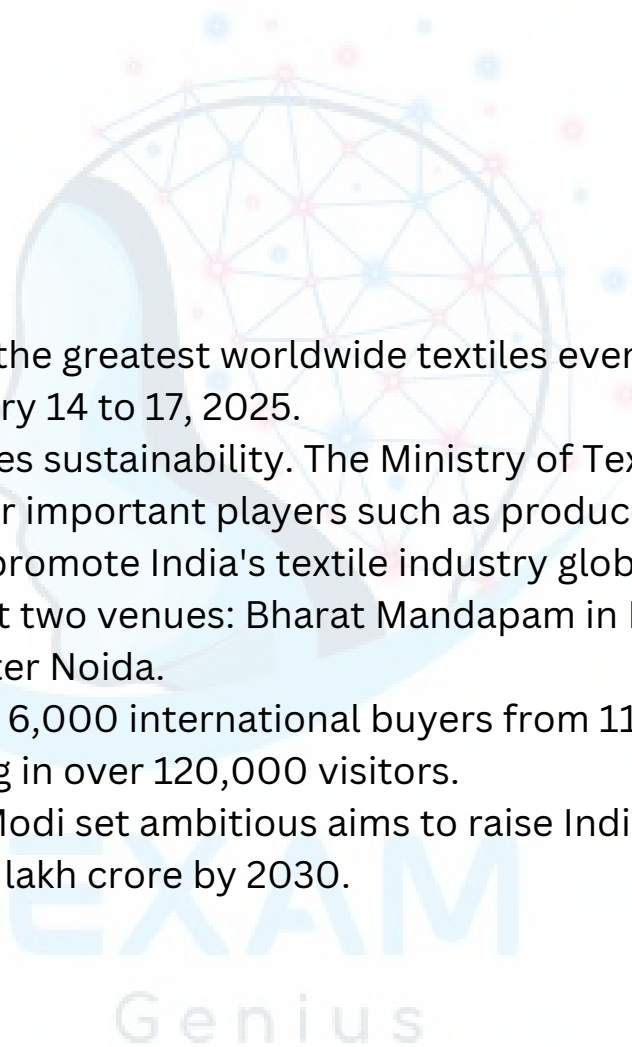 the greatest worldwide textiles ever
ry 14 to 17, 2025.
es sustainability. The Ministry of Tex
r important players such as produc
promote India's textile industry glob
t two venues: Bharat Mandapam in
ter Noida.
6,000 international buyers from 11
g in over 120,000 visitors.
Modi set ambitious aims to raise Indi
lakh crore by 2030.
EXAM
Genius